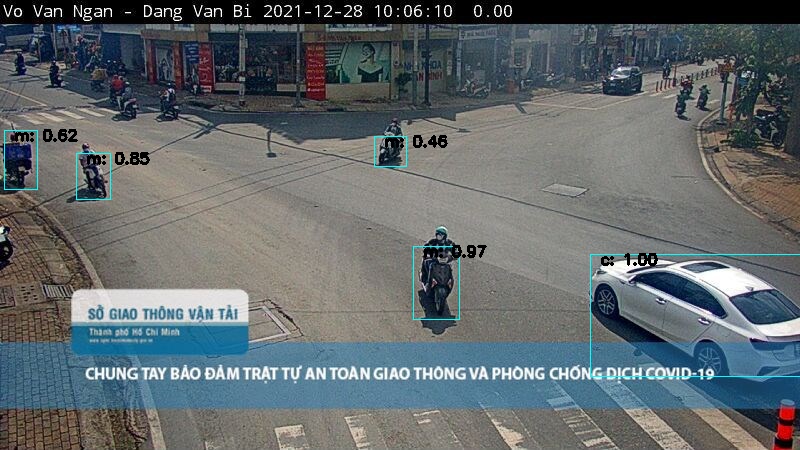 Vo Van Ngan - Dang Van Bi 2021-12-28 10:06:10 0.00
m: 0.62
m: 0.85
m: 0.46
m: 0.97
c: 1.00
SỞ GIAO THÔNG VẬN TẢI
Thành phố Hồ Chí Minh
CHUNG TAY BẢO ĐẢM TRẬT TỰ AN TOÀN GIAO THÔNG VÀ PHÒNG CHỐNG DỊCH COVID-19